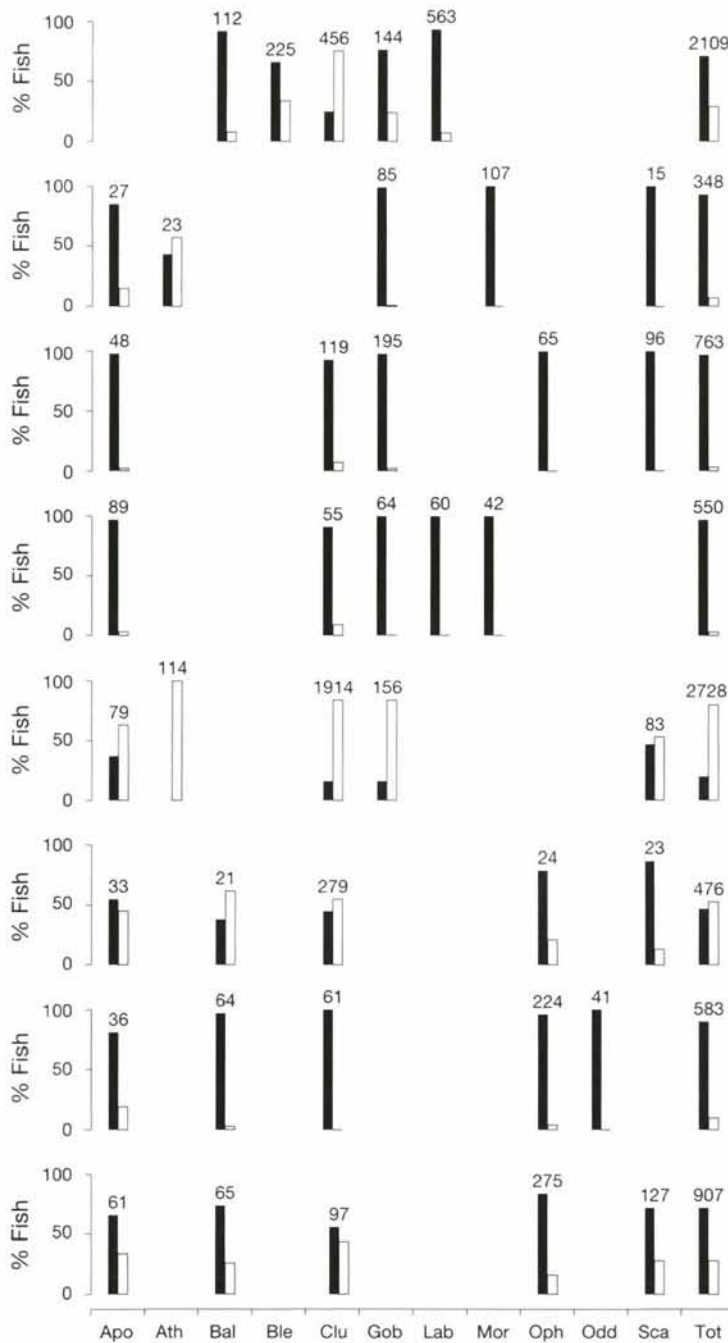 % Fish 100 50 0
112 225 456 144 563 2109
% Fish 100 50 0
27 23 85 107 15 348
% Fish 100 50 0
48 119 195 65 96 763
% Fish 100 50 0
89 55 64 60 42 550
% Fish 100 50 0
79 114 1914 156 83 2728
% Fish 100 50 0
33 21 279 24 23 476
% Fish 100 50 0
36 64 61 224 41 583
% Fish 100 50 0
61 65 97 275 127 907
Apo Ath Bal Ble Clu Gob Lab Mor Oph Odd Sca Tot